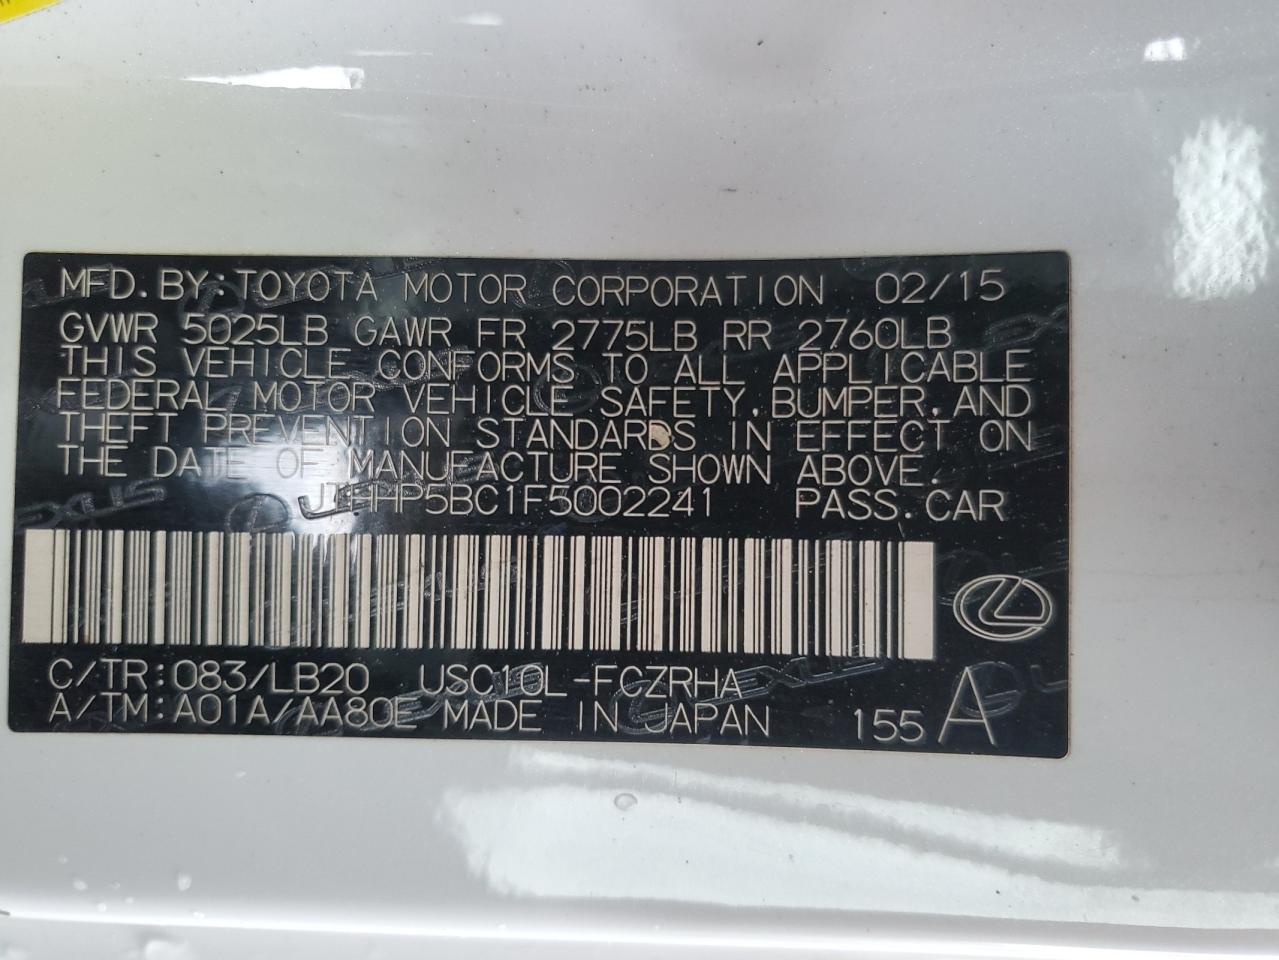 MFD. BY: TOYOTA MOTOR CORPORATION 02/15
GVWR 5025LB GAWR FR 2775LB RR 2760LB
THIS VEHICLE CONFORMS TO ALL APPLICABLE
FEDERAL MOTOR VEHICLE SAFETY, BUMPER, AND
THEFT PREVENTION STANDARDS IN EFFECT ON
THE DATE OF MANUFACTURE SHOWN ABOVE.
JTHHP5BC1F5002241 PASS. CAR
C/TR: 083/LB20 USC10L-FCZRHA
A/TM: A01A/AA80E MADE IN JAPAN 155 A